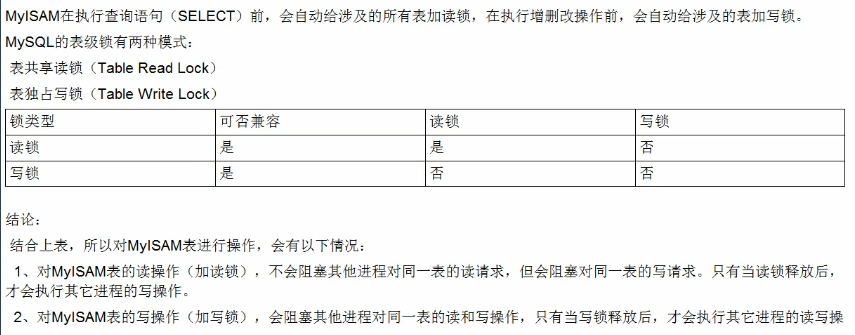 MyISAM在执行查询语句（SELECT）前，会自动给涉及的所有表加读锁，在执行增删改操作前，会自动给涉及的表加写锁。
MySQL的表级锁有两种模式：
表共享读锁（Table Read Lock）
表独占写锁（Table Write Lock）
锁类型 可否兼容 读锁 写锁
读锁 是 是 否
写锁 是 否 否
结论：
结合上表，所以对MyISAM表进行操作，会有以下情况：
1、对MyISAM表的读操作（加读锁），不会阻塞其他进程对同一表的读请求，但会阻塞对同一表的写请求。只有当读锁释放后，
才会执行其它进程的写操作。
2、对MyISAM表的写操作（加写锁），会阻塞其他进程对同一表的读和写操作，只有当写锁释放后，才会执行其它进程的读写操